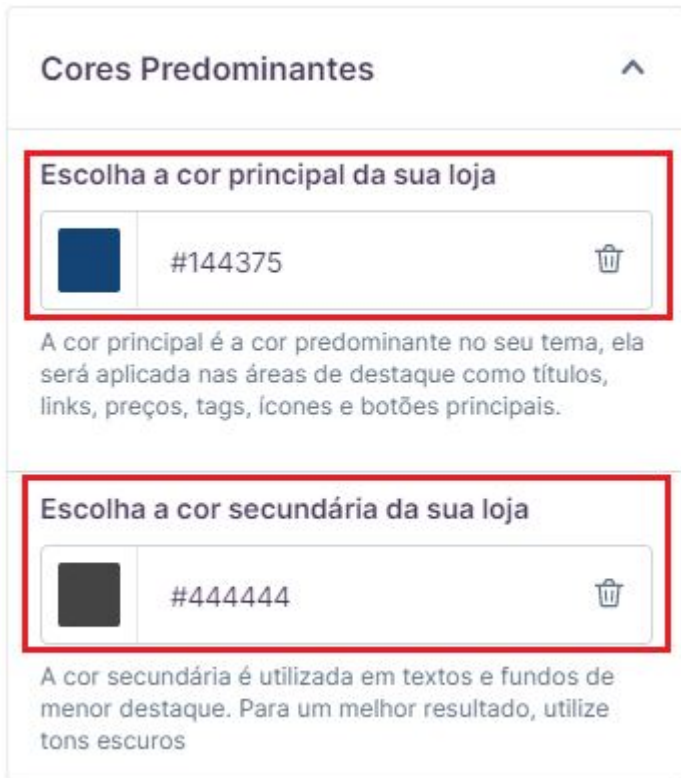 Cores Predominantes
Escolha a cor principal da sua loja
#144375
A cor principal é a cor predominante no seu tema, ela
será aplicada nas áreas de destaque como títulos,
links, preços, tags, ícones e botões principais.
Escolha a cor secundária da sua loja
#444444
A cor secundária é utilizada em textos e fundos de
menor destaque. Para um melhor resultado, utilize
tons escuros